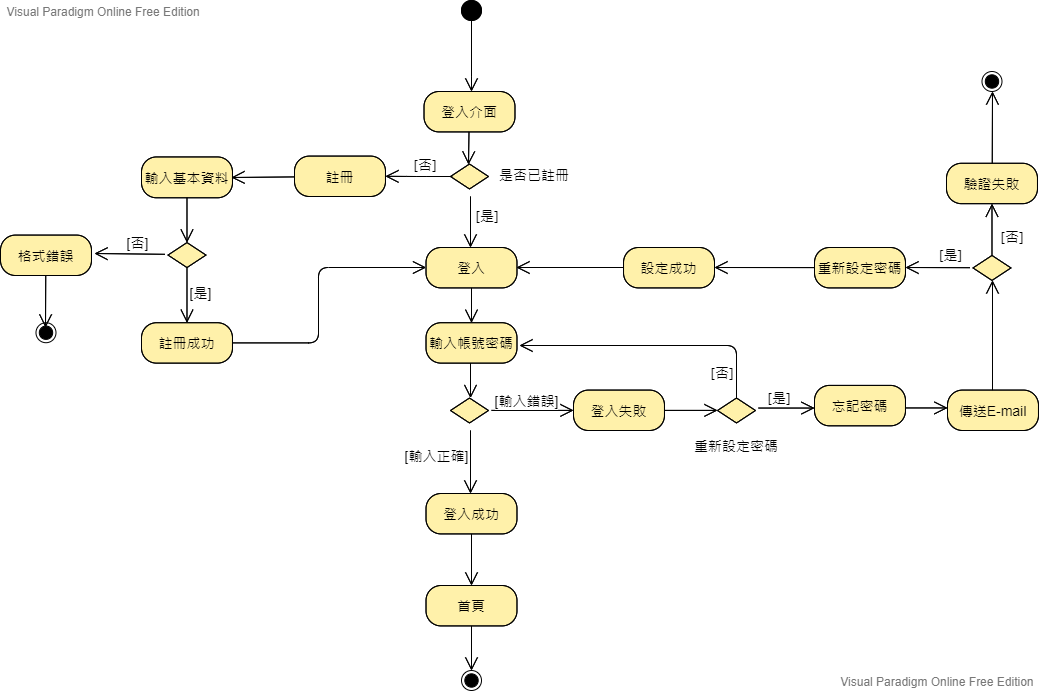 Visual Paradigm Online Free Edition
登入介面
[否]
是否已註冊
註冊
輸入基本資料
驗證失敗
[是]
[否]
格式錯誤
[否]
[是]
登入
設定成功
重新設定密碼
[是]
註冊成功
輸入帳號密碼
[否]
[輸入錯誤]
[是]
登入失敗
忘記密碼
傳送E-mail
重新設定密碼
[輸入正確]
登入成功
首頁
Visual Paradigm Online Free Edition